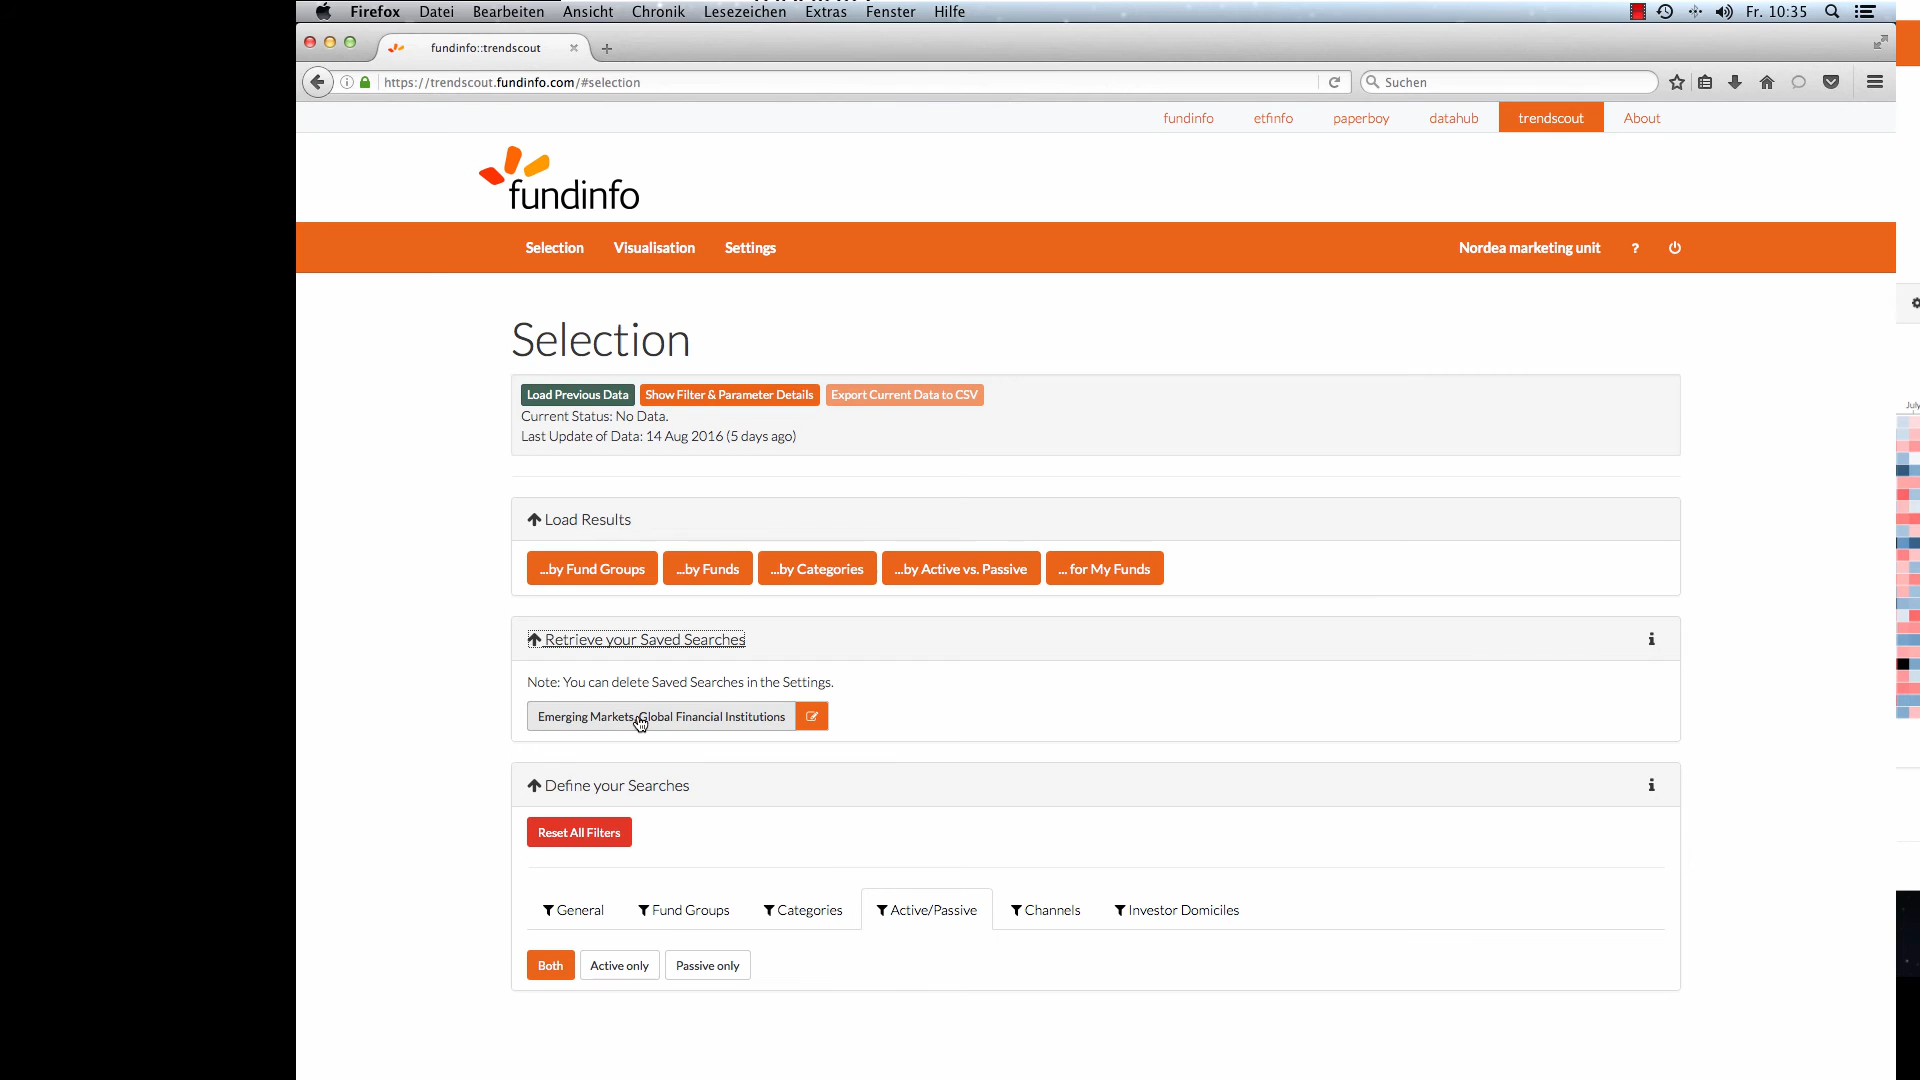 Firefox Datei Bearbeiten Ansicht Chronik Lesezeichen Extras Fenster Hilfe Fr. 10:35
fundinfo::trendscout
https://trendscout.fundinfo.com/#selection Suchen
fundinfo etfinfo paperboy datahub trendscout About
fundinfo
Selection Visualisation Settings Nordea marketing unit ?
Selection
Load Previous Data Show Filter & Parameter Details Export Current Data to CSV
Current Status: No Data.
Last Update of Data: 14 Aug 2016 (5 days ago)
July
Load Results
...by Fund Groups ...by Funds ...by Categories ...by Active vs. Passive ... for My Funds
Retrieve your Saved Searches
Note: You can delete Saved Searches in the Settings.
Emerging Markets, Global Financial Institutions
Define your Searches
Reset All Filters
General Fund Groups Categories Active/Passive Channels Investor Domiciles
Both Active only Passive only